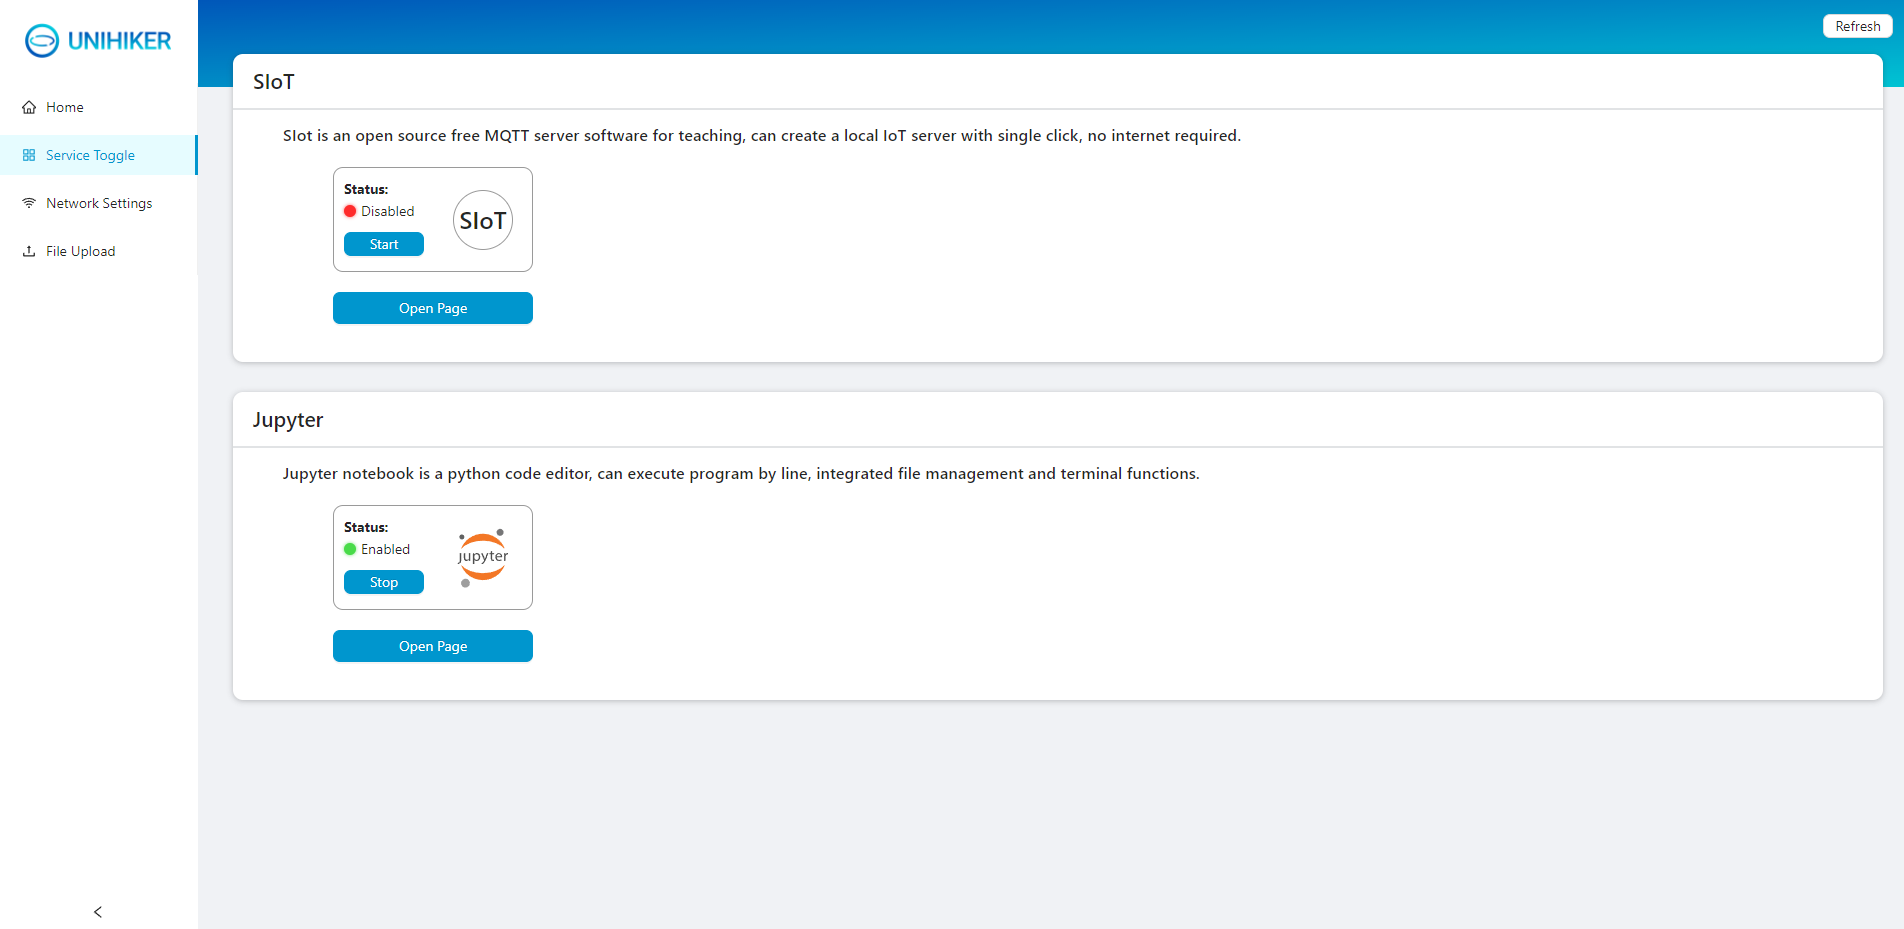 UNIHIKER
Refresh
Home
Service Toggle
Network Settings
File Upload
SIoT
SIot is an open source free MQTT server software for teaching, can create a local IoT server with single click, no internet required.
Status:
Disabled
Start
SIoT
Open Page
Jupyter
Jupyter notebook is a python code editor, can execute program by line, integrated file management and terminal functions.
Status:
Enabled
Stop
jupyter
Open Page